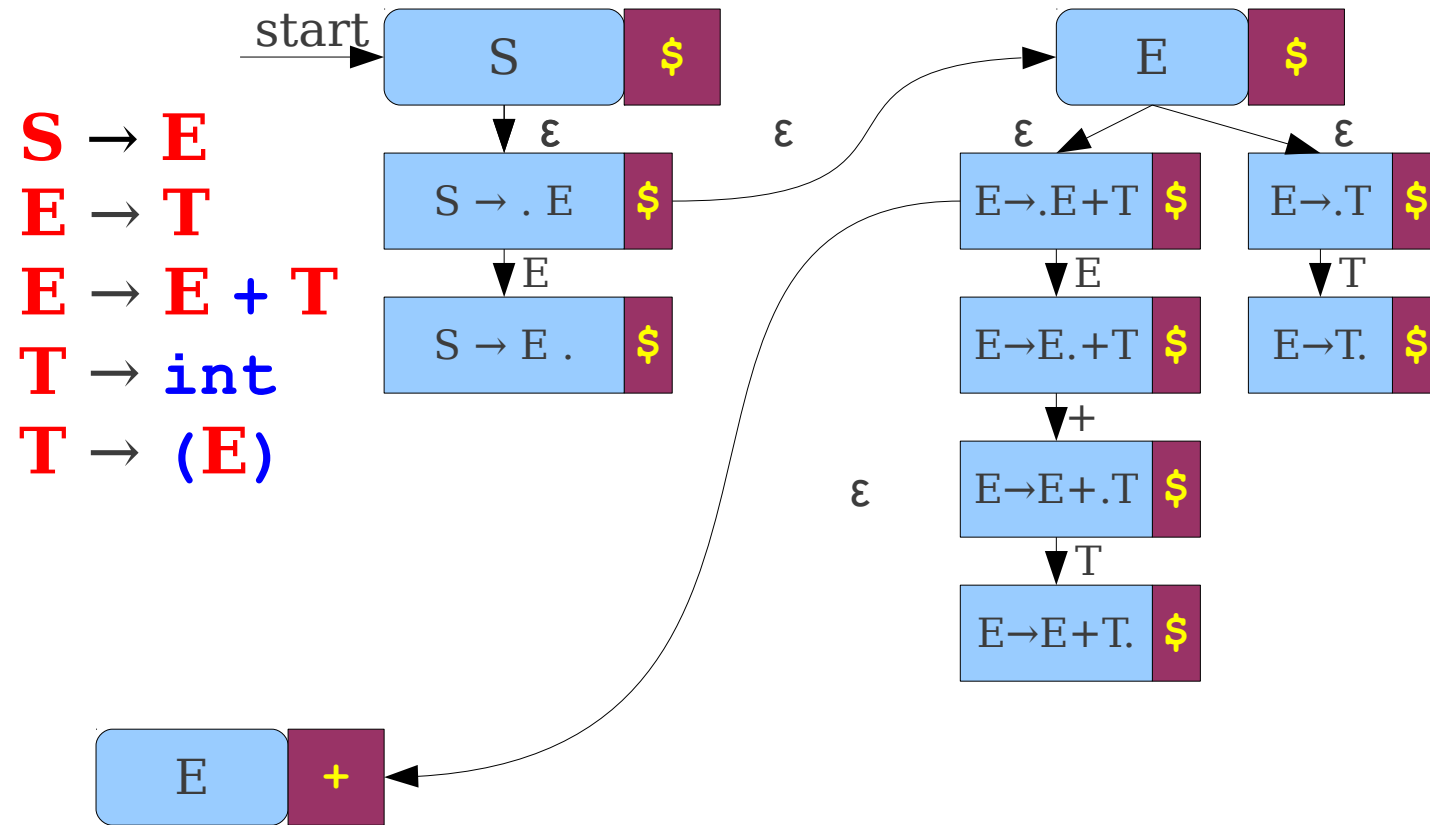 start
S $
E $
S → E
E → T
E → E + T
T → int
T → (E)
ε
ε
ε
ε
S → . E $
E→.E+T $
E→.T $
E
E
T
S → E . $
E→E.+T $
E→T. $
+
E→E+.T $
ε
T
E→E+T. $
E +